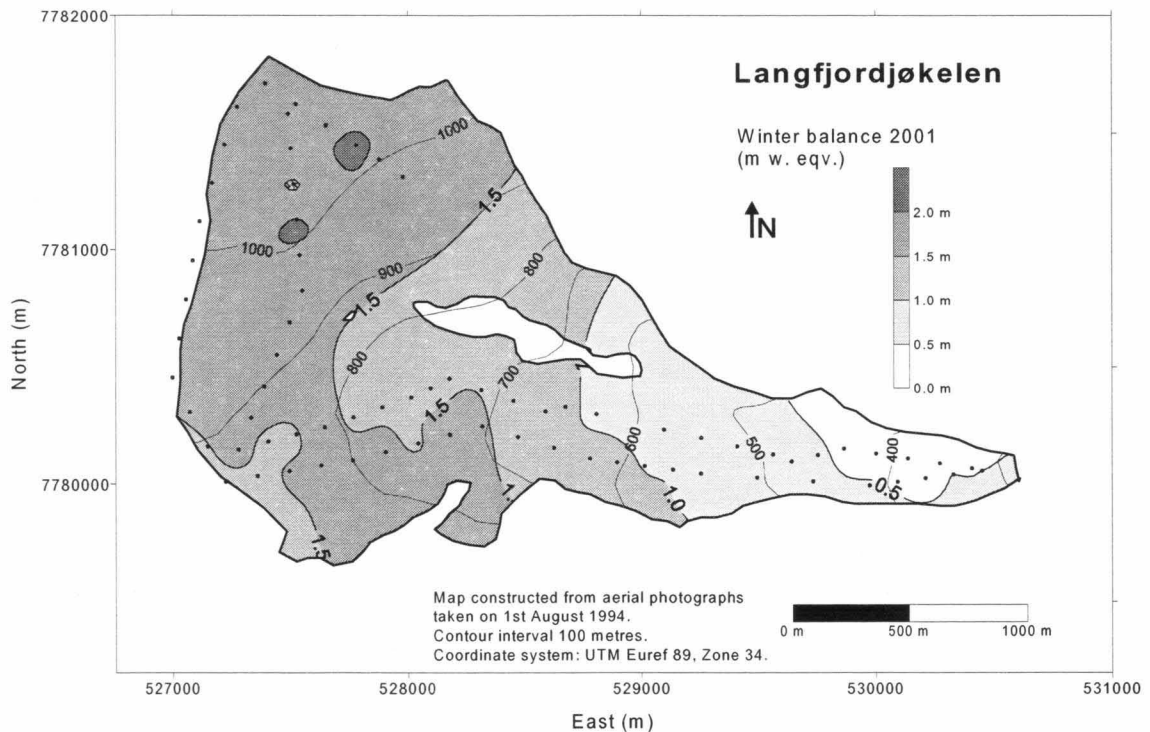 7782000
Langfjordjøkelen
Winter balance 2001
(m w. eqv.)
2.0 m
1.5 m
1.0 m
0.5 m
0.0 m
N
1000
1.5
7781000
1000
800
900
1.5
North (m)
800
700
1.5
600
500
400
7780000
0.5
1.0
1
1.5
Map constructed from aerial photographs
taken on 1st August 1994.
Contour interval 100 metres.
Coordinate system: UTM Euref 89, Zone 34.
0 m
500 m
1000 m
527000
528000
529000
530000
531000
East (m)